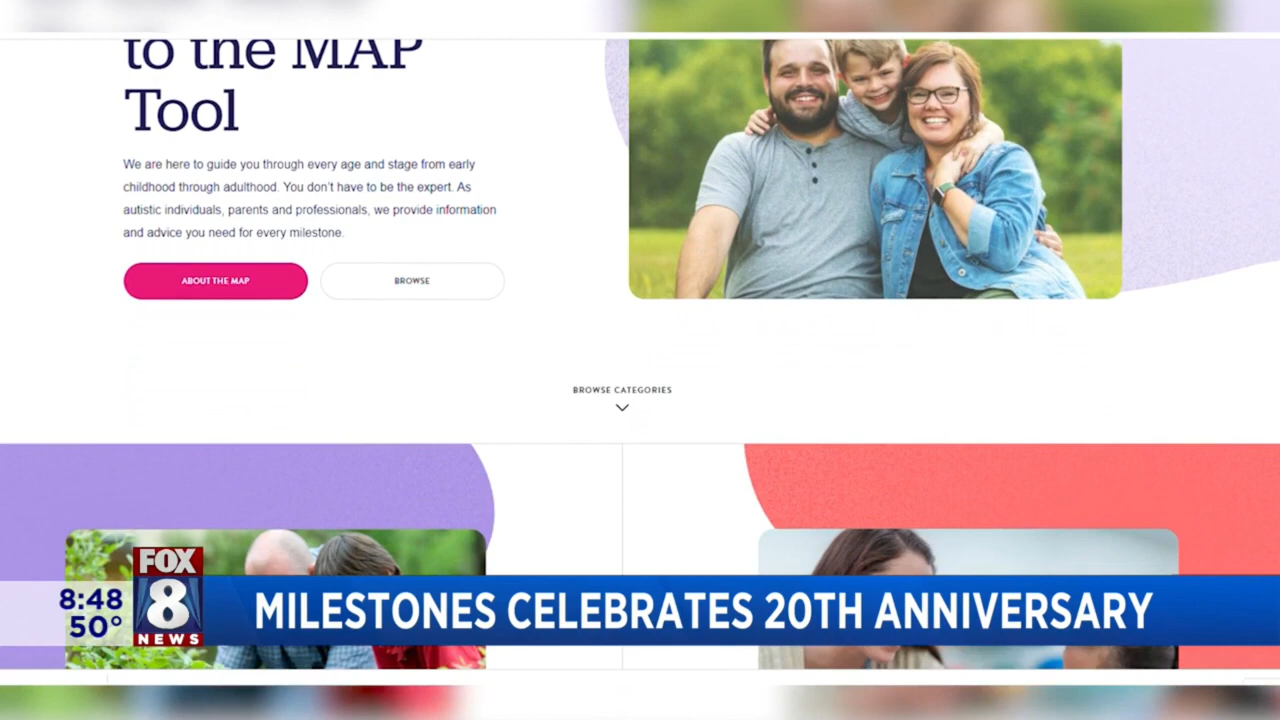 to the MAP
Tool
We are here to guide you through every age and stage from early
childhood through adulthood. You don't have to be the expert. As
autistic individuals, parents and professionals, we provide information
and advice you need for every milestone.
ABOUT THE MAP
BROWSE
BROWSE CATEGORIES
8:48
50°
FOX
8
NEWS
MILESTONES CELEBRATES 20TH ANNIVERSARY